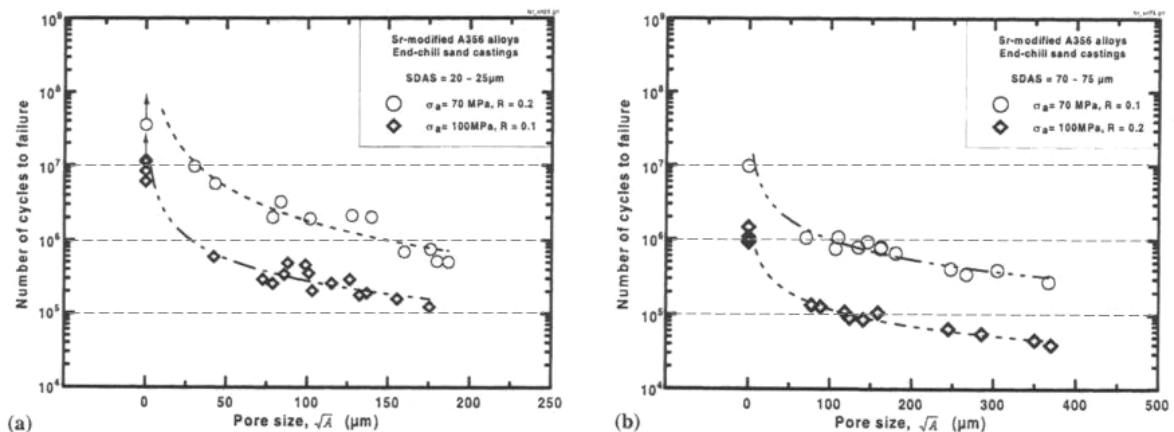 10⁹
10⁸
10⁷
10⁶
10⁵
10⁴
Number of cycles to failure
Sr-modified A356 alloys
End-chill sand castings
SDAS = 20 - 25µm
σa= 70 MPa, R = 0.2
σa= 100MPa, R = 0.1
0 50 100 150 200 250
Pore size, √A (µm)
(a)
10⁹
10⁸
10⁷
10⁶
10⁵
10⁴
Number of cycles to failure
Sr-modified A356 alloys
End-chill sand castings
SDAS = 70 - 75 µm
σa= 70 MPa, R = 0.1
σa= 100MPa, R = 0.2
0 100 200 300 400 500
Pore size, √A (µm)
(b)